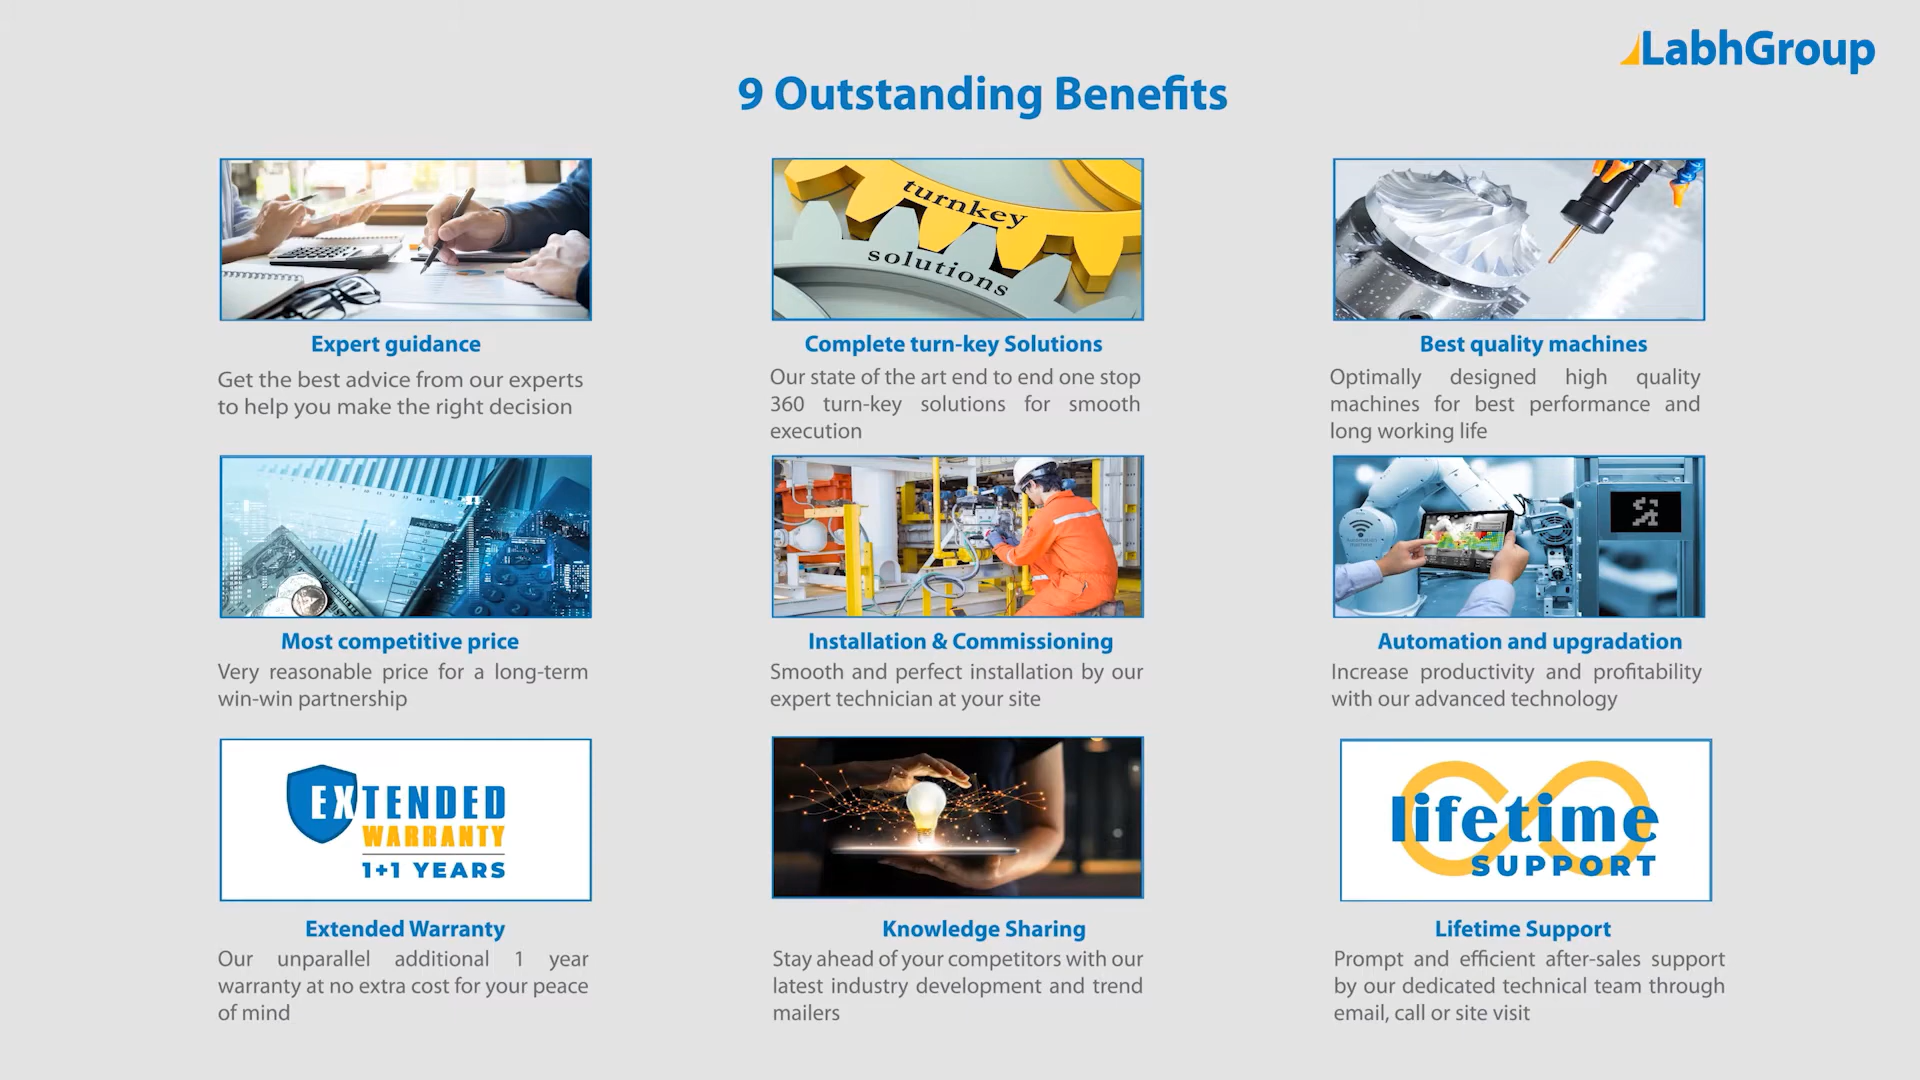 LabhGroup
9 Outstanding Benefits
turnkey
solutions
Expert guidance
Get the best advice from our experts
to help you make the right decision
Complete turn-key Solutions
Our state of the art end to end one stop
360 turn-key solutions for smooth
execution
Best quality machines
Optimally designed high quality
machines for best performance and
long working life
Most competitive price
Very reasonable price for a long-term
win-win partnership
Installation & Commissioning
Smooth and perfect installation by our
expert technician at your site
Automation and upgradation
Increase productivity and profitability
with our advanced technology
EXTENDED
WARRANTY
1+1 YEARS
Extended Warranty
Our unparallel additional 1 year
warranty at no extra cost for your peace
of mind
Knowledge Sharing
Stay ahead of your competitors with our
latest industry development and trend
mailers
lifetime
SUPPORT
Lifetime Support
Prompt and efficient after-sales support
by our dedicated technical team through
email, call or site visit